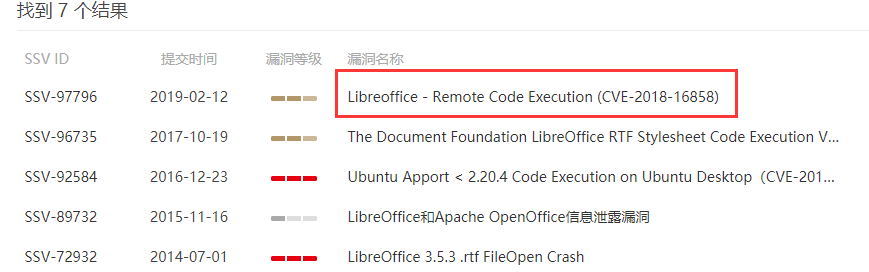 找到 7 个结果
SSV ID 提交时间 漏洞等级 漏洞名称
SSV-97796 2019-02-12 Libreoffice - Remote Code Execution (CVE-2018-16858)
SSV-96735 2017-10-19 The Document Foundation LibreOffice RTF Stylesheet Code Execution V...
SSV-92584 2016-12-23 Ubuntu Apport < 2.20.4 Code Execution on Ubuntu Desktop（CVE-201...
SSV-89732 2015-11-16 LibreOffice和Apache OpenOffice信息泄露漏洞
SSV-72932 2014-07-01 LibreOffice 3.5.3 .rtf FileOpen Crash